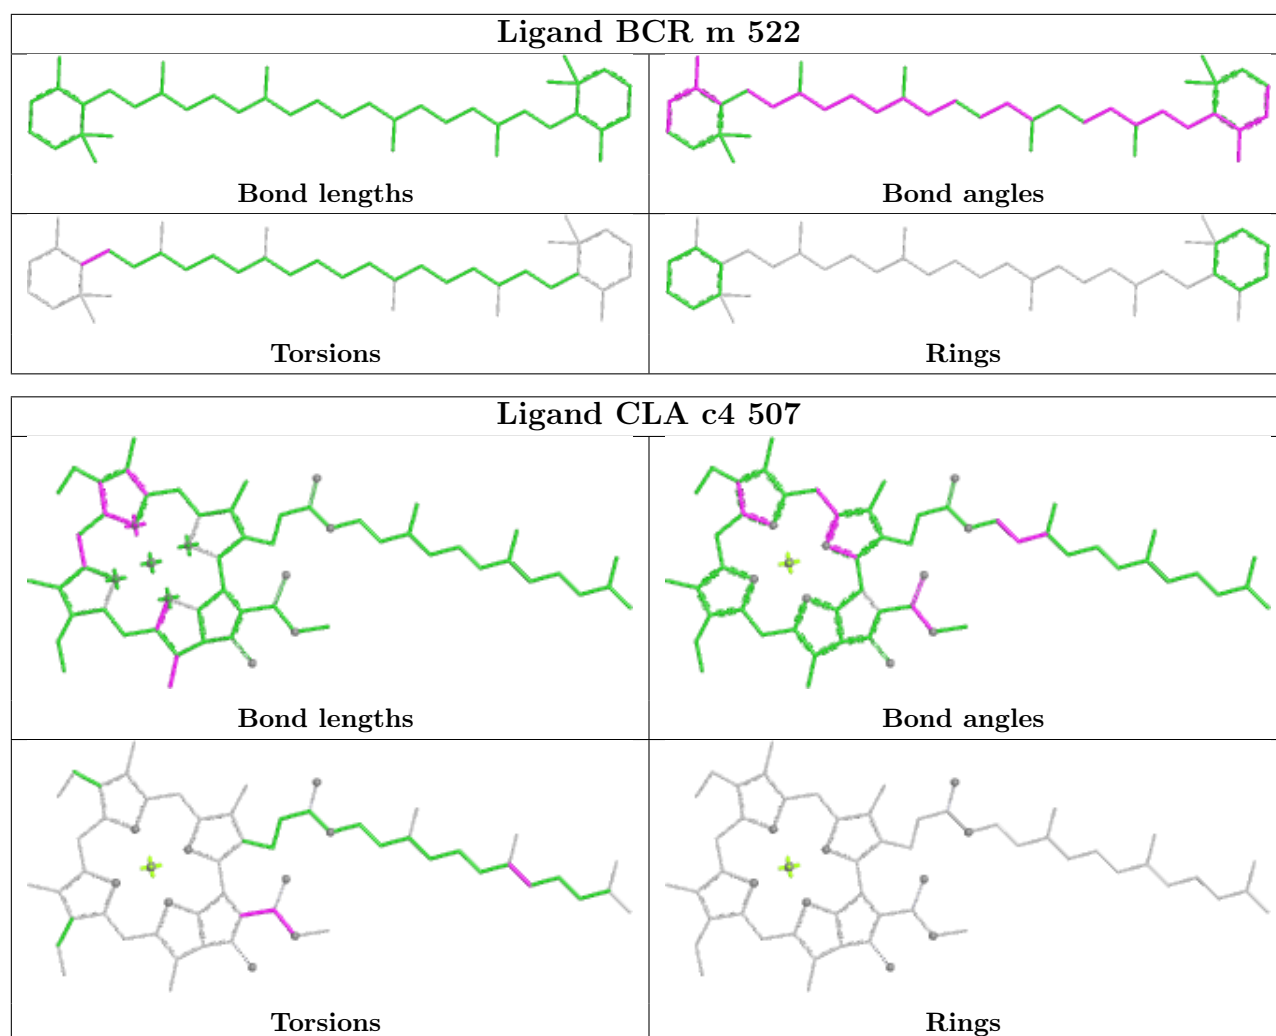 Ligand BCR m 522
Bond lengths
Bond angles
Torsions
Rings
Ligand CLA c4 507
Bond lengths
Bond angles
Torsions
Rings